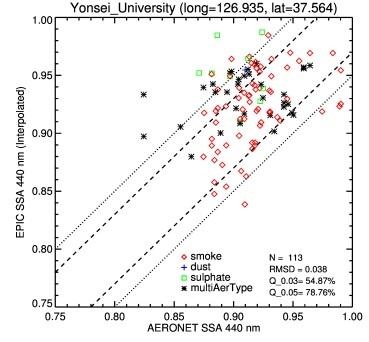 Yonsei_University (long=126.935, lat=37.564)
1.00
0.95
0.90
0.85
0.80
0.75
EPIC SSA 440 nm (Interpolated)
smoke
dust
sulphate
multiAerType
N = 113
RMSD = 0.038
Q_0.03= 54.87%
Q_0.05= 78.76%
0.75 0.80 0.85 0.90 0.95 1.00
AERONET SSA 440 nm